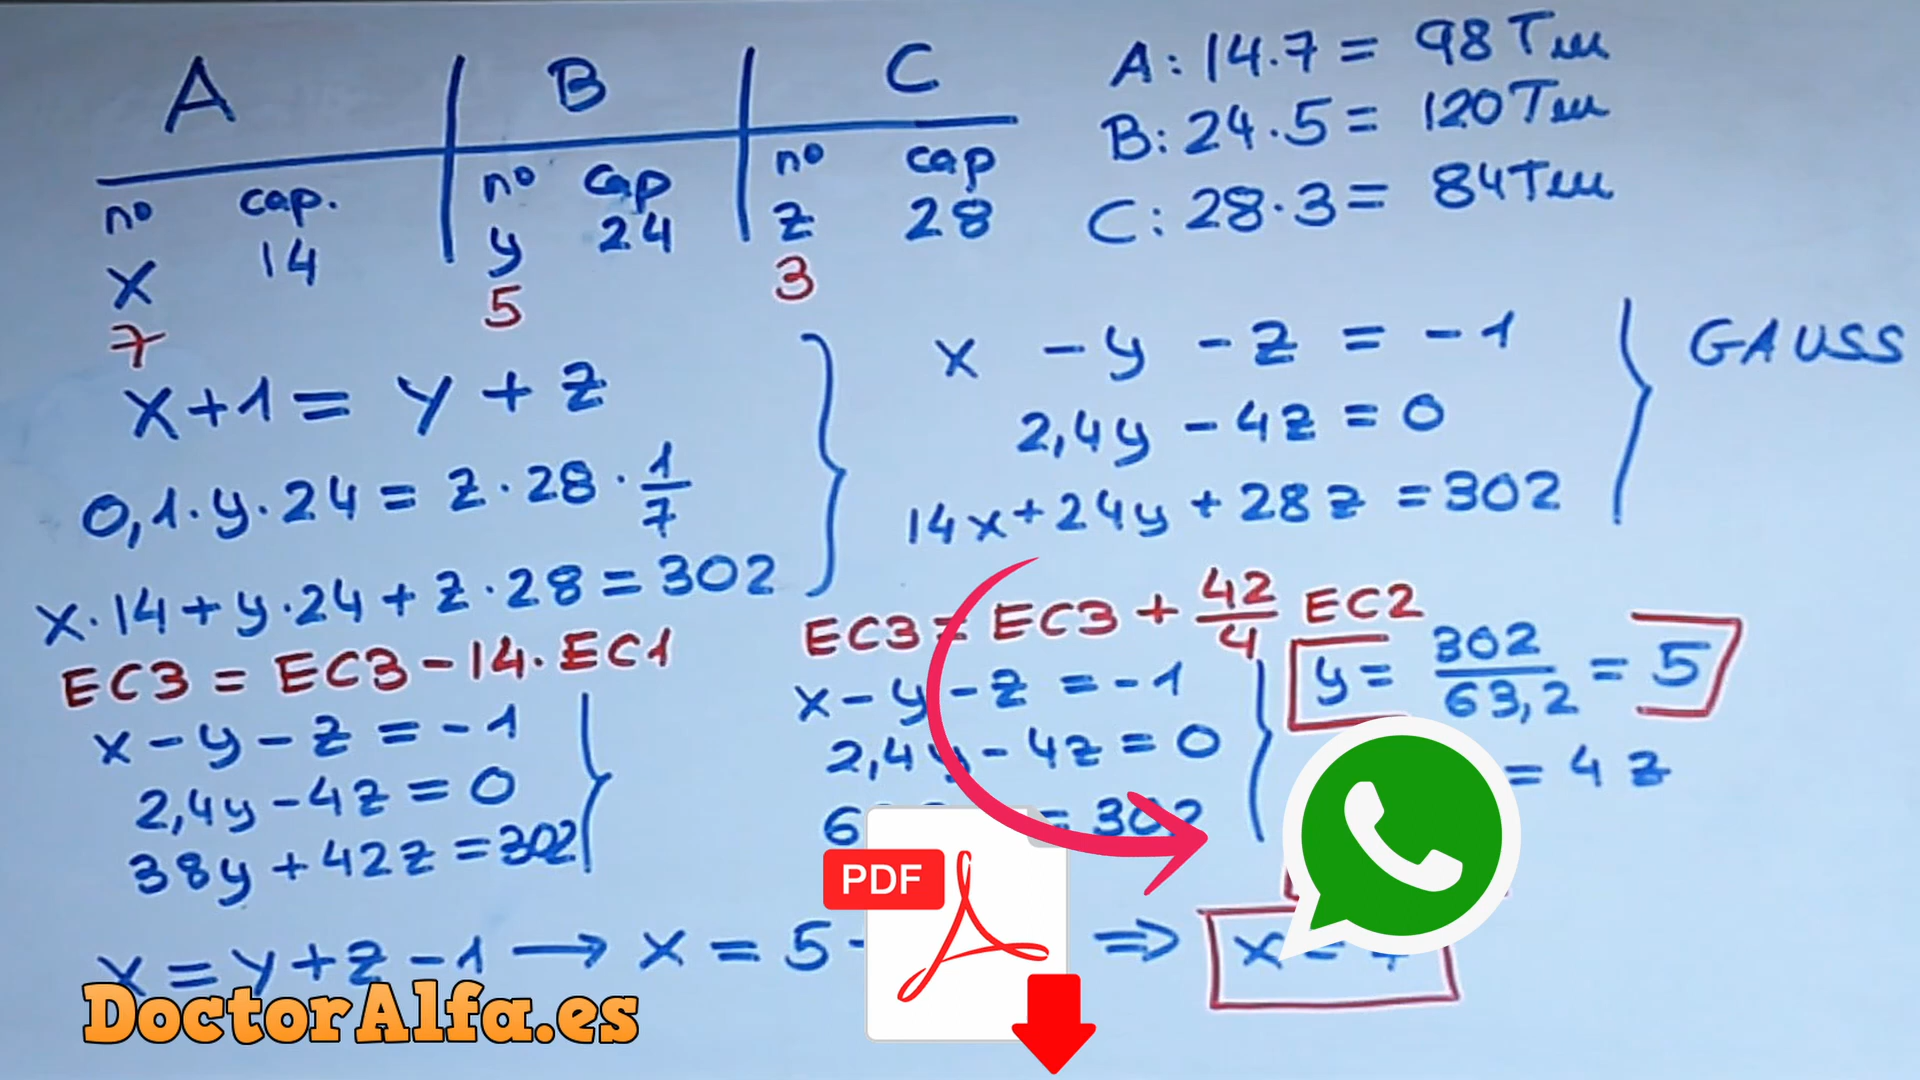 A B C
nº cap. nº cap nº cap
x 14 y 24 z 28
7 5 3
A: 14.7 = 98 Tm
B: 24.5 = 120 Tm
C: 28.3 = 84 Tm
x+1 = y + z
0,1.y.24 = z.28. 1/7
x.14 + y.24 + z.28 = 302
x - y - z = -1
2,4y - 4z = 0
14x + 24y + 28z = 302
GAUSS
EC3 = EC3 - 14. EC1
x - y - z = -1
2,4y - 4z = 0
38y + 42z = 302
EC3 = EC3 + 42/4 EC2
x - y - z = -1
2,4y - 4z = 0
6 = 302
y = 302/63,2 = 5
= 4z
x = y + z - 1 → x = 5 ⇒ x =
PDF
DoctorAlfa.es